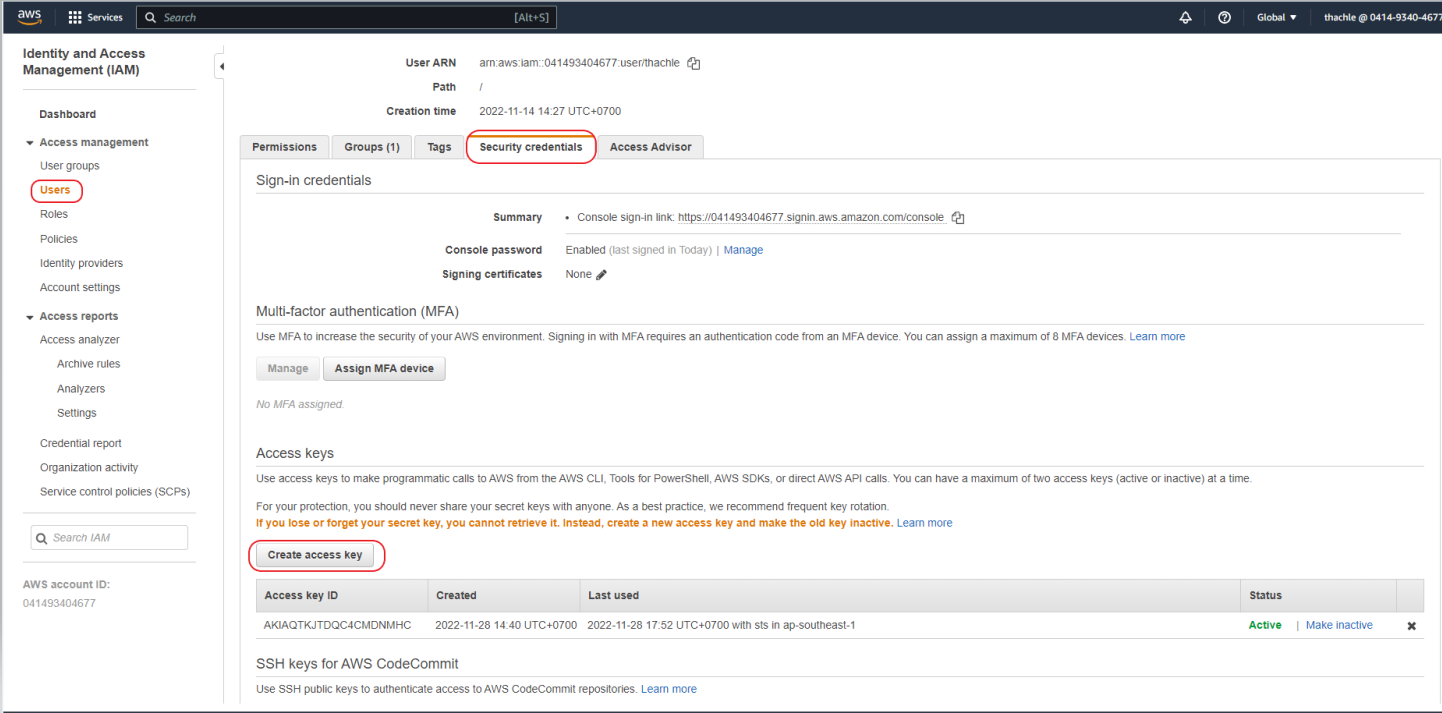 aws
Services
Search [Alt+S]
Global ▼
thachle @ 0414-9340-4677
Identity and Access
Management (IAM)
Dashboard
Access management
User groups
Users
Roles
Policies
Identity providers
Account settings
Access reports
Access analyzer
Archive rules
Analyzers
Settings
Credential report
Organization activity
Service control policies (SCPs)
Search IAM
AWS account ID:
041493404677
User ARN arn:aws:iam::041493404677:user/thachle
Path /
Creation time 2022-11-14 14:27 UTC+0700
Permissions Groups (1) Tags Security credentials Access Advisor
Sign-in credentials
Summary • Console sign-in link: https://041493404677.signin.aws.amazon.com/console
Console password Enabled (last signed in Today) | Manage
Signing certificates None
Multi-factor authentication (MFA)
Use MFA to increase the security of your AWS environment. Signing in with MFA requires an authentication code from an MFA device. You can assign a maximum of 8 MFA devices. Learn more
Manage Assign MFA device
No MFA assigned.
Access keys
Use access keys to make programmatic calls to AWS from the AWS CLI, Tools for PowerShell, AWS SDKs, or direct AWS API calls. You can have a maximum of two access keys (active or inactive) at a time.
For your protection, you should never share your secret keys with anyone. As a best practice, we recommend frequent key rotation.
If you lose or forget your secret key, you cannot retrieve it. Instead, create a new access key and make the old key inactive. Learn more
Create access key
Access key ID Created Last used Status
AKIAQTKJTDQC4CMDNMHC 2022-11-28 14:40 UTC+0700 2022-11-28 17:52 UTC+0700 with sts in ap-southeast-1 Active | Make inactive
SSH keys for AWS CodeCommit
Use SSH public keys to authenticate access to AWS CodeCommit repositories. Learn more